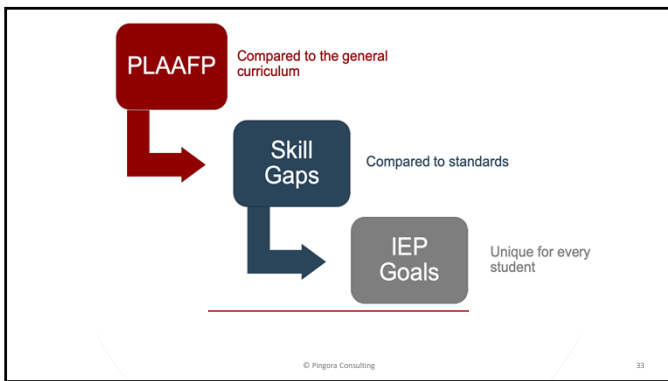 PLAAFP
Compared to the general
curriculum
Skill
Gaps
Compared to standards
IEP
Goals
Unique for every
student
© Pingora Consulting
33